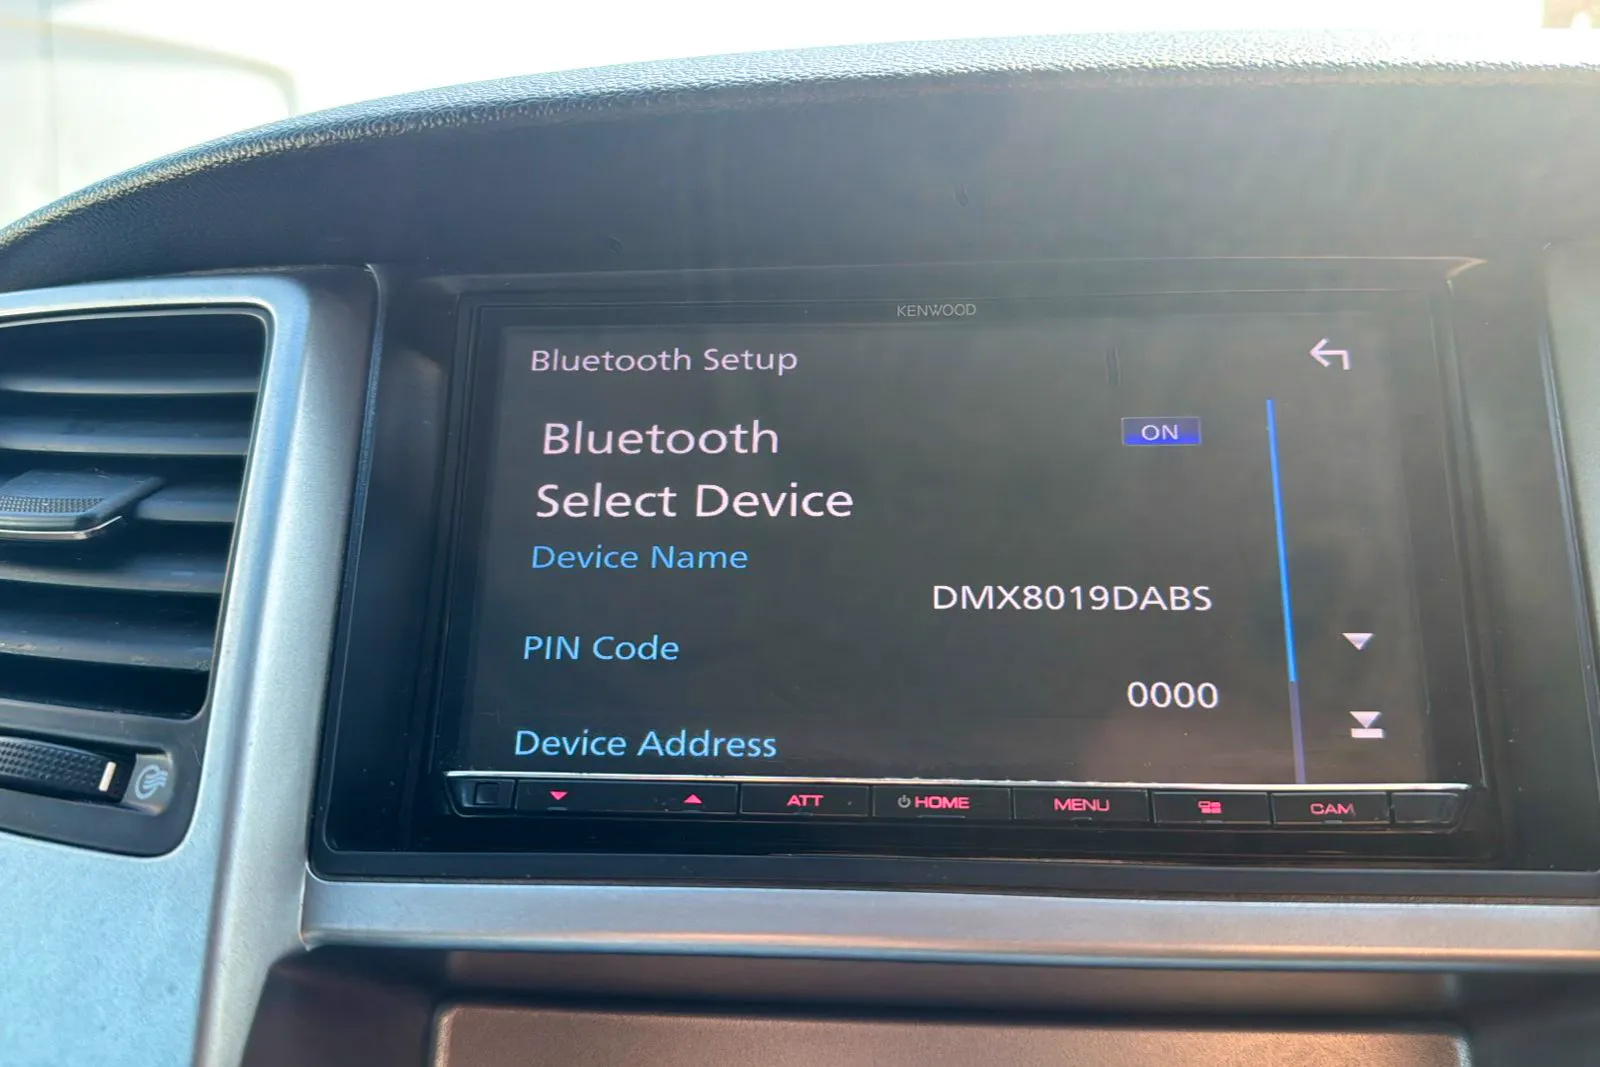 KENWOOD
Bluetooth Setup
Bluetooth ON
Select Device
Device Name
DMX8019DABS
PIN Code
0000
Device Address
ATT HOME MENU CAM